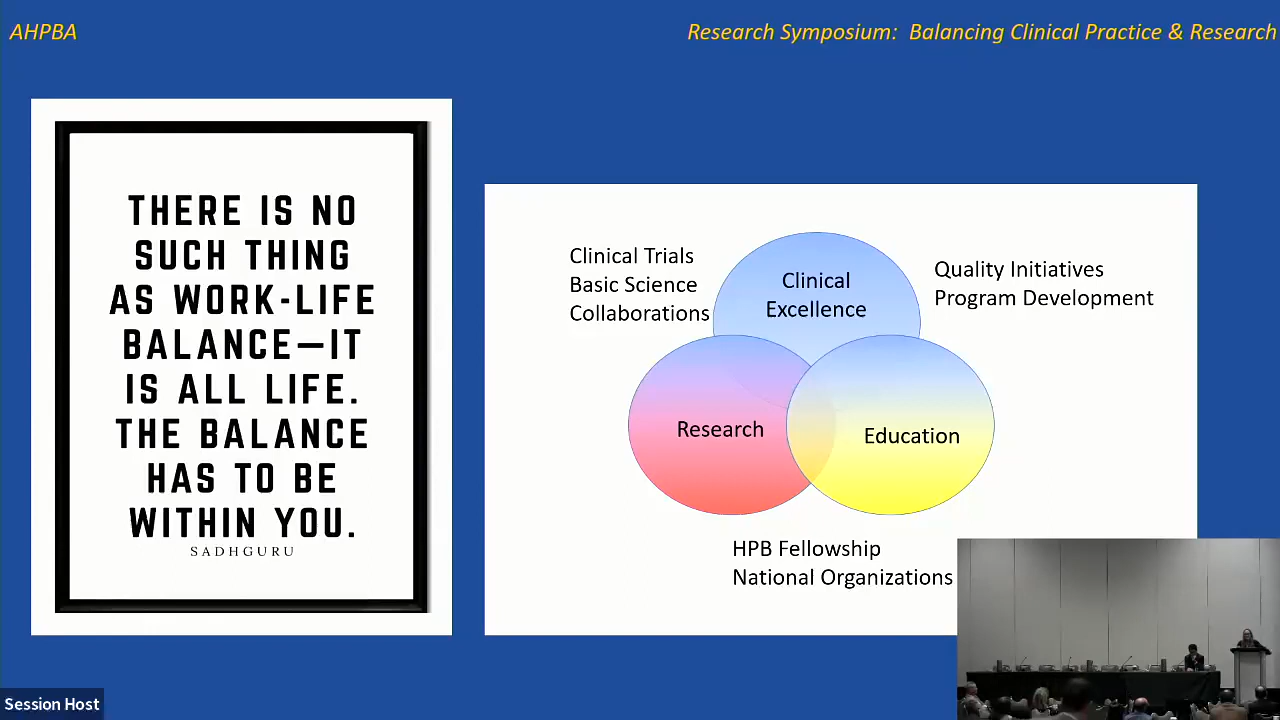 AHPBA
Research Symposium: Balancing Clinical Practice & Research
THERE IS NO
SUCH THING
AS WORK-LIFE
BALANCE—IT
IS ALL LIFE.
THE BALANCE
HAS TO BE
WITHIN YOU.
SADHGURU
Clinical Trials
Basic Science
Collaborations
Clinical
Excellence
Quality Initiatives
Program Development
Research
Education
HPB Fellowship
National Organizations
Session Host